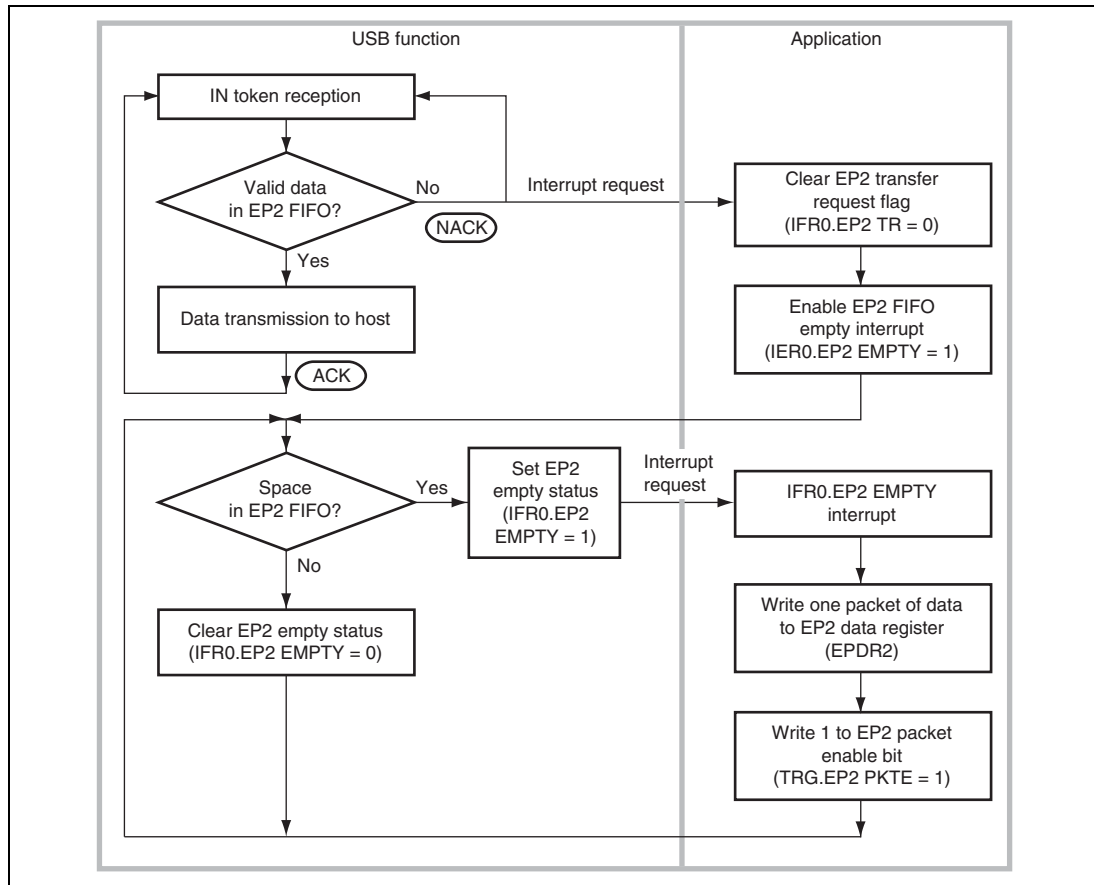 USB function
Application
IN token reception
Valid data
in EP2 FIFO?
No
NACK
Interrupt request
Clear EP2 transfer
request flag
(IFR0.EP2 TR = 0)
Yes
Data transmission to host
ACK
Enable EP2 FIFO
empty interrupt
(IER0.EP2 EMPTY = 1)
Space
in EP2 FIFO?
Yes
Set EP2
empty status
(IFR0.EP2
EMPTY = 1)
Interrupt
request
IFR0.EP2 EMPTY
interrupt
No
Clear EP2 empty status
(IFR0.EP2 EMPTY = 0)
Write one packet of data
to EP2 data register
(EPDR2)
Write 1 to EP2 packet
enable bit
(TRG.EP2 PKTE = 1)